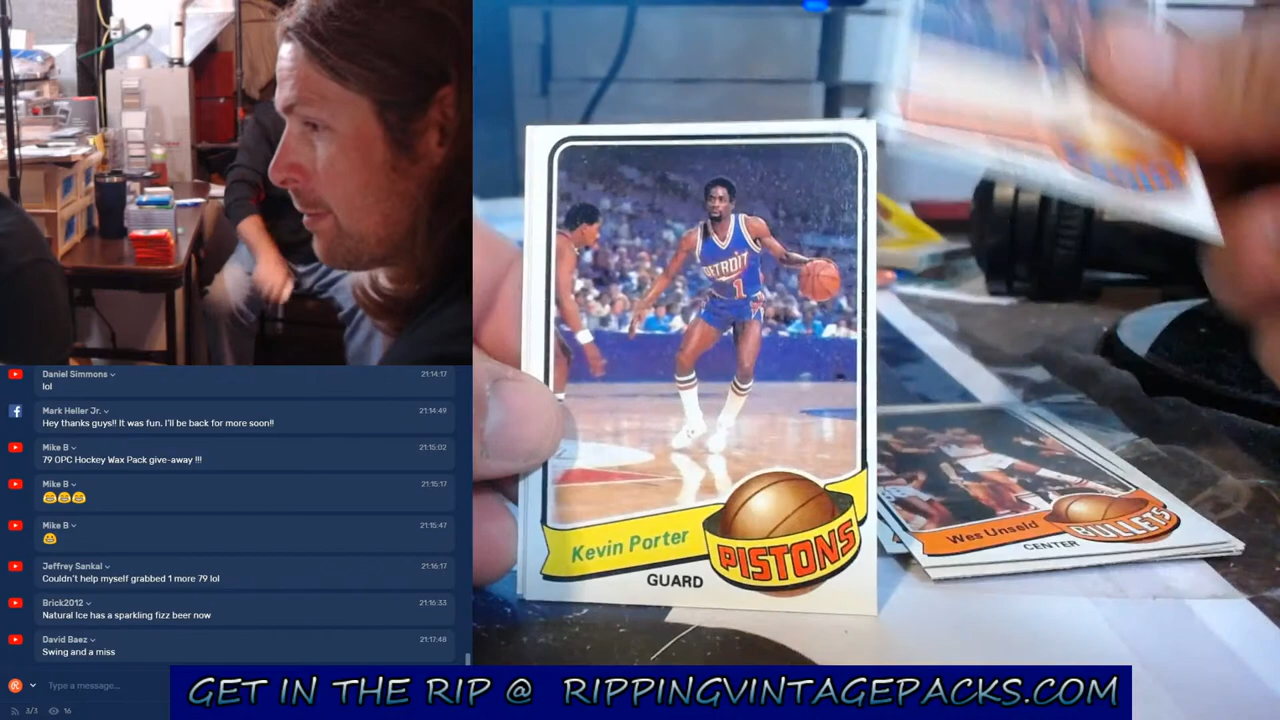 Daniel Simmons
21:14:17
lol
Mark Heller Jr.
21:14:49
Hey thanks guys!! It was fun. I'll be back for more soon!!
Mike B
21:15:02
79 OPC Hockey Wax Pack give-away !!!
Mike B
21:15:17
😂😂😂
Mike B
21:15:47
Jeffrey Sankal
21:16:17
Couldn't help myself grabbed 1 more 79 lol
Brick2012
21:16:33
Natural Ice has a sparkling fizz beer now
David Baez
21:17:48
Swing and a miss
Type a message...
3/3
16
DETROIT
1
Kevin Porter
PISTONS
GUARD
Wes Unseld
BULLETS
CENTER
GET IN THE RIP @ RIPPINGVINTAGEPACKS.COM